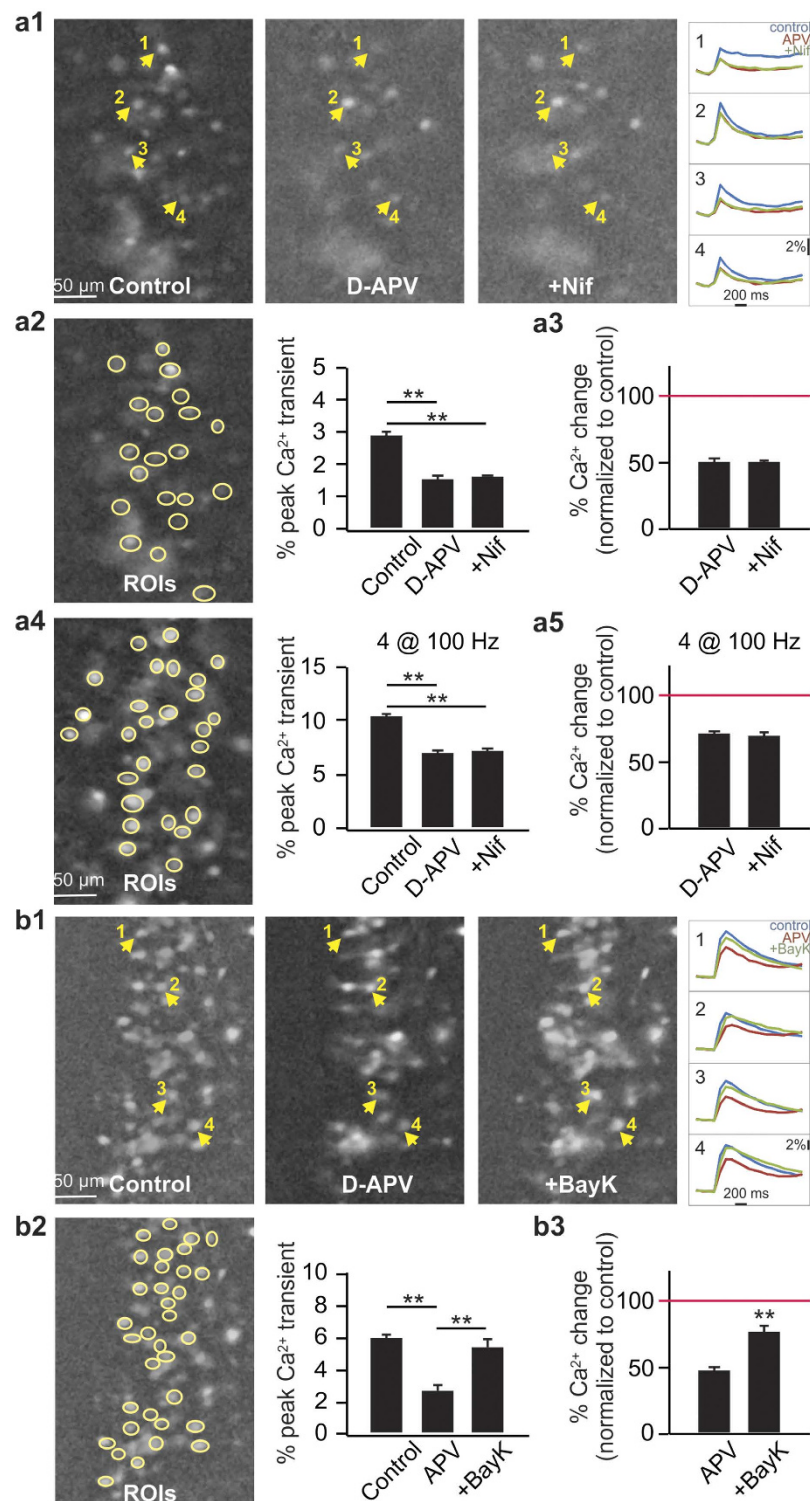 a1
1
2
3
4
50 µm
Control
1
2
3
4
D-APV
1
2
3
4
+Nif
control
APV
+Nif
1
2
3
4
2%
200 ms
a2
ROIs
% peak Ca²⁺ transient
5
4
3
2
1
0
**
**
Control
D-APV
+Nif
a3
% Ca²⁺ change
(normalized to control)
100
50
0
D-APV
+Nif
a4
50 µm
ROIs
4 @ 100 Hz
% peak Ca²⁺ transient
15
10
5
0
**
**
Control
D-APV
+Nif
a5
4 @ 100 Hz
% Ca²⁺ change
(normalized to control)
100
50
0
D-APV
+Nif
b1
1
2
3
4
50 µm
Control
1
2
3
4
D-APV
1
2
3
4
+BayK
control
APV
+BayK
1
2
3
4
2%
200 ms
b2
ROIs
% peak Ca²⁺ transient
10
8
6
4
2
0
**
**
Control
APV
+BayK
b3
% Ca²⁺ change
(normalized to control)
100
50
0
**
APV
+BayK